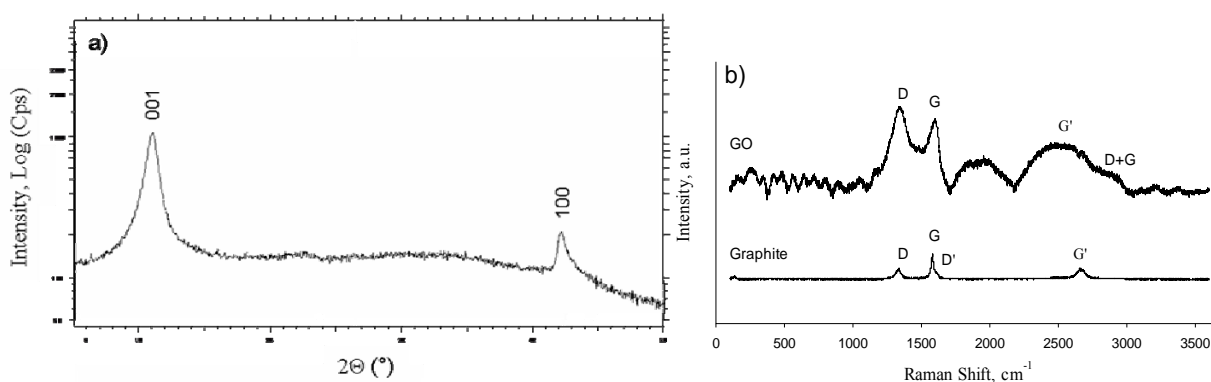 a)
Intensity, Log (Cps)
001
100
2Θ (°)
b)
Intensity, a.u.
GO
D
G
G'
D+G
Graphite
D
G
D'
G'
0 500 1000 1500 2000 2500 3000 3500
Raman Shift, cm⁻¹